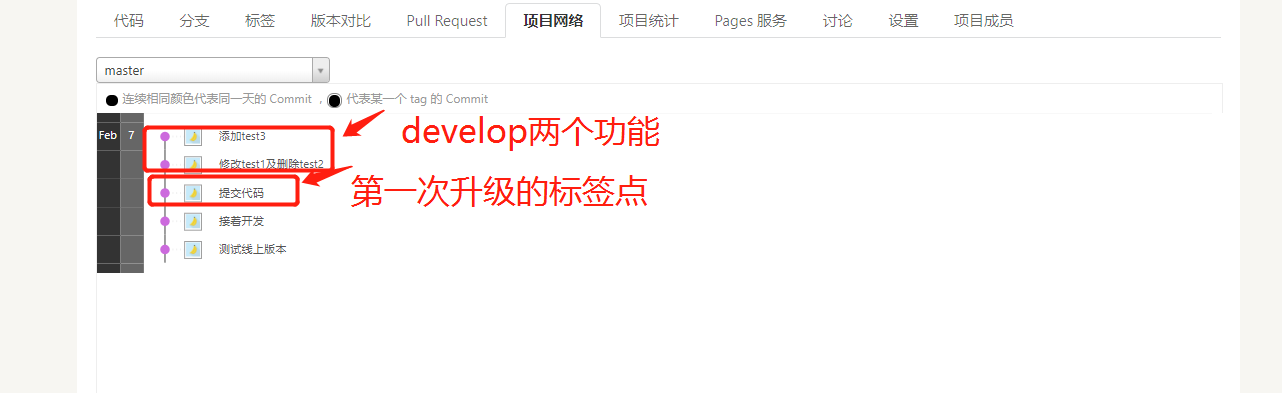 代码 分支 标签 版本对比 Pull Request 项目网络 项目统计 Pages 服务 讨论 设置 项目成员
master
连续相同颜色代表同一天的 Commit , 代表某一个 tag 的 Commit
Feb 7 添加test3
develop两个功能
修改test1及删除test2
提交代码
第一次升级的标签点
接着开发
测试线上版本